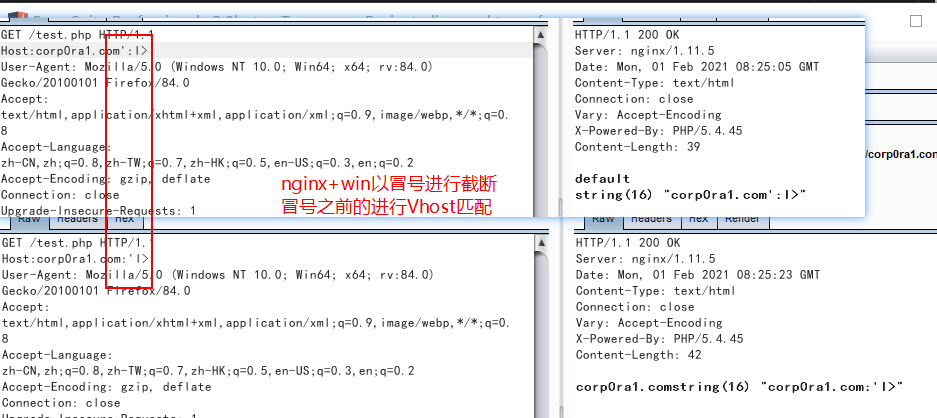 GET /test.php HTTP/1.1
Host:corp0ra1.com':l>
User-Agent: Mozilla/5.0 (Windows NT 10.0; Win64; x64; rv:84.0)
Gecko/20100101 Firefox/84.0
Accept:
text/html,application/xhtml+xml,application/xml;q=0.9,image/webp,*/*;q=0.
8
Accept-Language:
zh-CN,zh;q=0.8,zh-TW;q=0.7,zh-HK;q=0.5,en-US;q=0.3,en;q=0.2
Accept-Encoding: gzip, deflate
Connection: close
Upgrade-Insecure-Requests: 1
nginx+win以冒号进行截断
冒号之前的进行Vhost匹配
HTTP/1.1 200 OK
Server: nginx/1.11.5
Date: Mon, 01 Feb 2021 08:25:05 GMT
Content-Type: text/html
Connection: close
Vary: Accept-Encoding
X-Powered-By: PHP/5.4.45
Content-Length: 39
default
string(16) "corp0ra1.com':l>"
/corp0ra1.con
Raw Headers Hex
GET /test.php HTTP/1.1
Host:corp0ra1.com:'l>
User-Agent: Mozilla/5.0 (Windows NT 10.0; Win64; x64; rv:84.0)
Gecko/20100101 Firefox/84.0
Accept:
text/html,application/xhtml+xml,application/xml;q=0.9,image/webp,*/*;q=0.
8
Accept-Language:
zh-CN,zh;q=0.8,zh-TW;q=0.7,zh-HK;q=0.5,en-US;q=0.3,en;q=0.2
Accept-Encoding: gzip, deflate
Connection: close
Upgrade-Insecure-Requests: 1
Raw Headers Hex Render
HTTP/1.1 200 OK
Server: nginx/1.11.5
Date: Mon, 01 Feb 2021 08:25:23 GMT
Content-Type: text/html
Connection: close
Vary: Accept-Encoding
X-Powered-By: PHP/5.4.45
Content-Length: 42
corp0ra1.comstring(16) "corp0ra1.com:'l>"